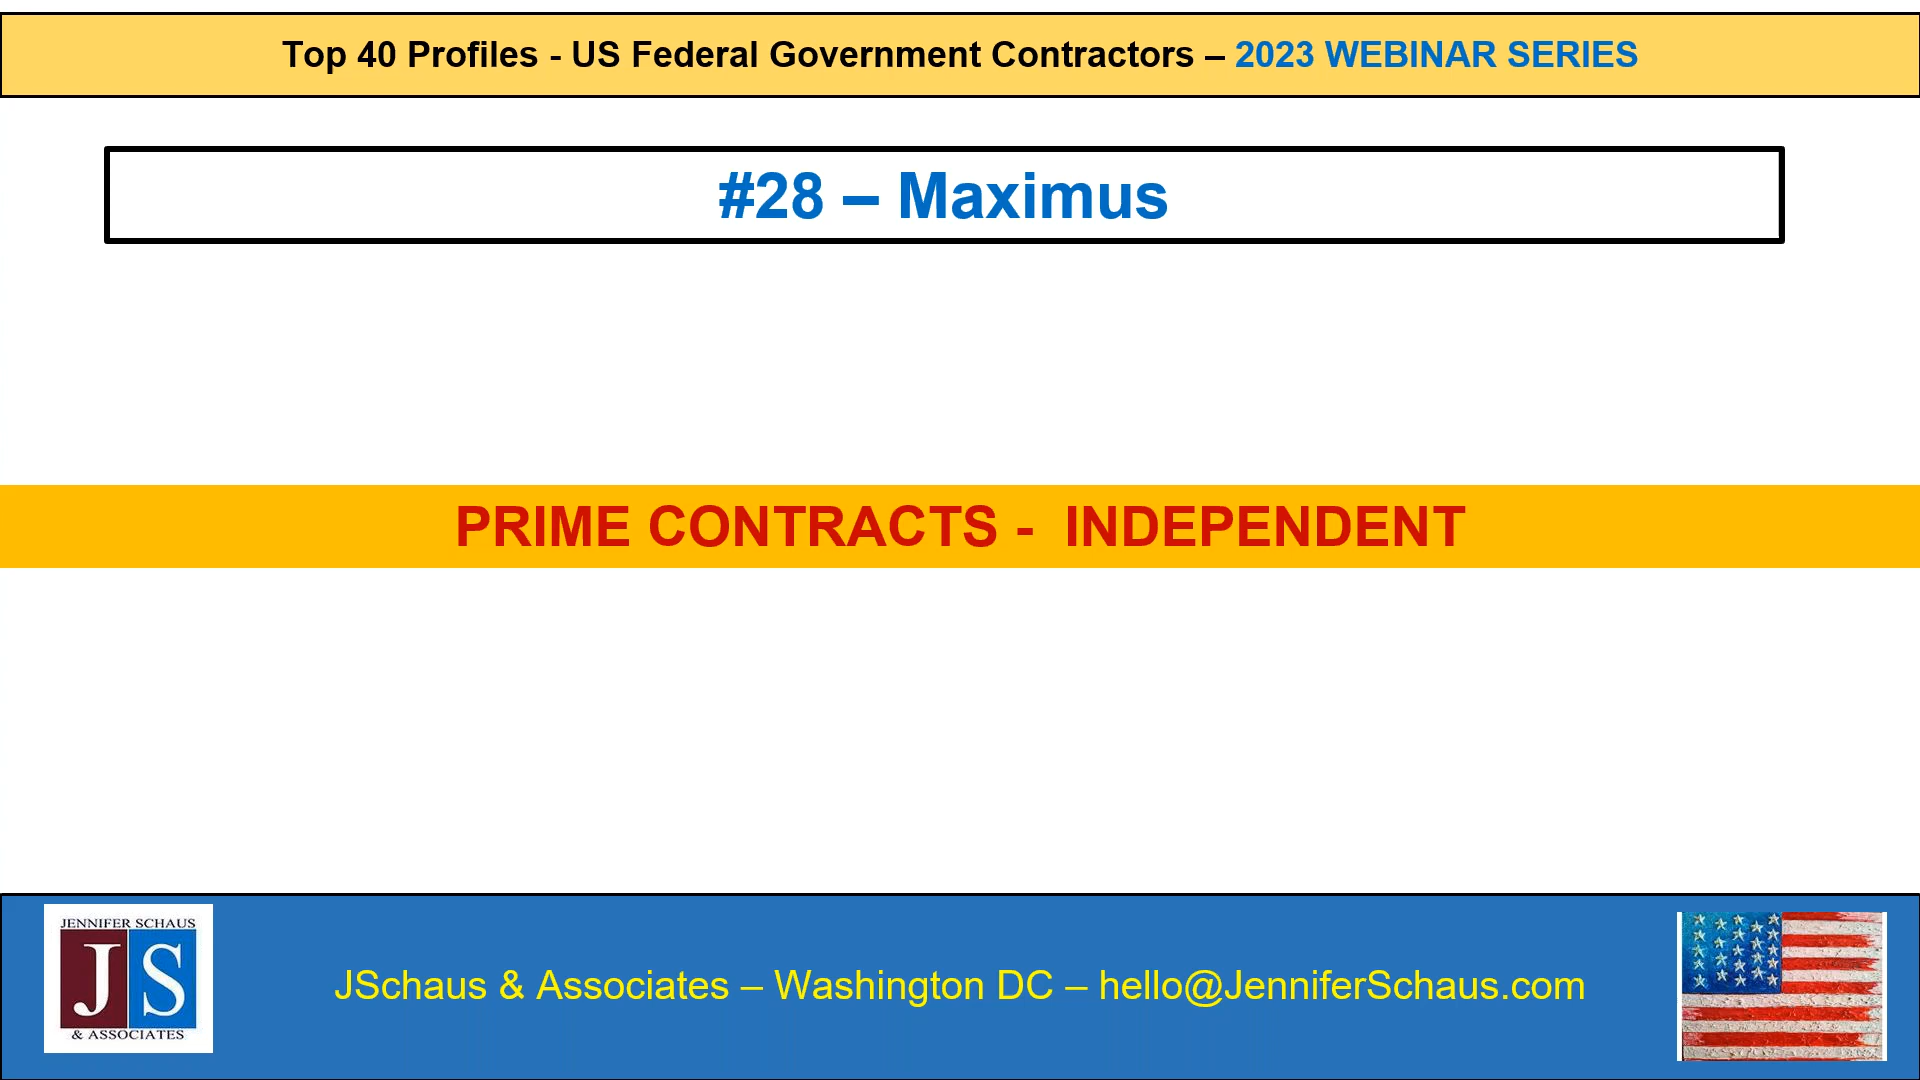 Top 40 Profiles - US Federal Government Contractors – 2023 WEBINAR SERIES
#28 – Maximus
PRIME CONTRACTS -  INDEPENDENT
JENNIFER SCHAUS
JS
& ASSOCIATES
JSchaus & Associates – Washington DC – hello@JenniferSchaus.com